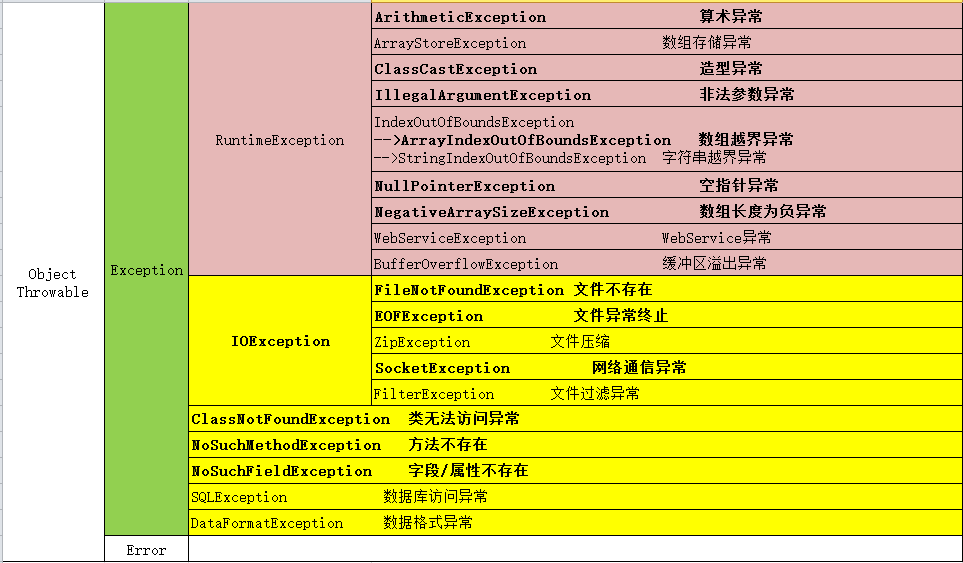 Object
Throwable
Exception
RuntimeException
ArithmeticException 算术异常
ArrayStoreException 数组存储异常
ClassCastException 造型异常
IllegalArgumentException 非法参数异常
IndexOutOfBoundsException
-->ArrayIndexOutOfBoundsException 数组越界异常
-->StringIndexOutOfBoundsException 字符串越界异常
NullPointerException 空指针异常
NegativeArraySizeException 数组长度为负异常
WebServiceException WebService异常
BufferOverflowException 缓冲区溢出异常
IOException
FileNotFoundException 文件不存在
EOFException 文件异常终止
ZipException 文件压缩
SocketException 网络通信异常
FilterException 文件过滤异常
ClassNotFoundException 类无法访问异常
NoSuchMethodException 方法不存在
NoSuchFieldException 字段/属性不存在
SQLException 数据库访问异常
DataFormatException 数据格式异常
Error